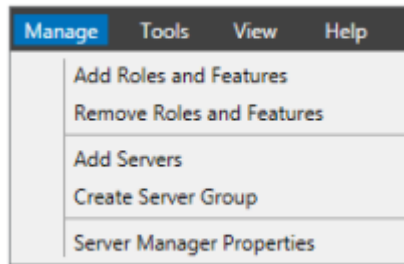 Manage Tools View Help
Add Roles and Features
Remove Roles and Features
Add Servers
Create Server Group
Server Manager Properties